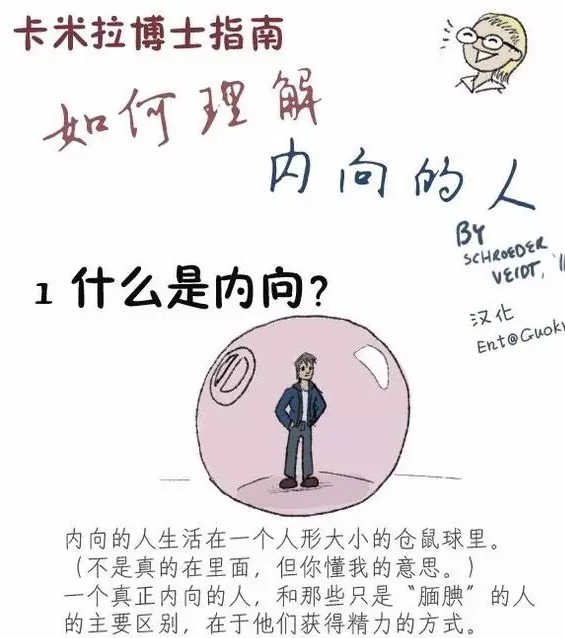 卡米拉博士指南
如何理解
内向的人
BY
SCHROEDER
VEIDT,
汉化
Ent@Guok
1 什么是内向？
内向的人生活在一个人形大小的仓鼠球里。
（不是真的在里面，但你懂我的意思。）
一个真正内向的人，和那些只是“腼腆”的人
的主要区别，在于他们获得精力的方式。